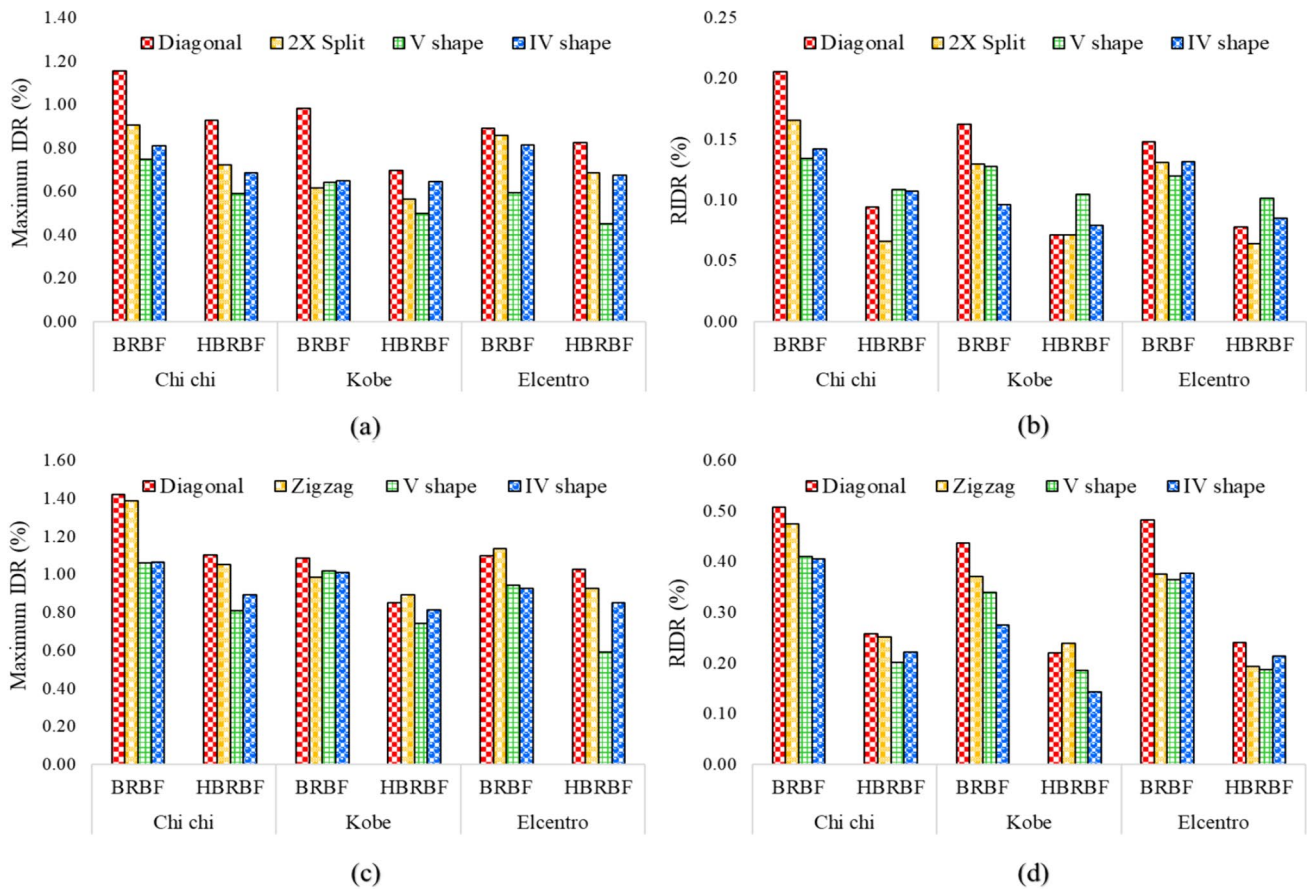 1.40
1.20
1.00
0.80
0.60
0.40
0.20
0.00
Maximum IDR (%)
Diagonal 2X Split V shape IV shape
BRBF HBRBF BRBF HBRBF BRBF HBRBF
Chi chi Kobe Elcentro
(a)
0.25
0.20
0.15
0.10
0.05
0.00
RIDR (%)
Diagonal 2X Split V shape IV shape
BRBF HBRBF BRBF HBRBF BRBF HBRBF
Chi chi Kobe Elcentro
(b)
1.60
1.40
1.20
1.00
0.80
0.60
0.40
0.20
0.00
Maximum IDR (%)
Diagonal Zigzag V shape IV shape
BRBF HBRBF BRBF HBRBF BRBF HBRBF
Chi chi Kobe Elcentro
(c)
0.60
0.50
0.40
0.30
0.20
0.10
0.00
RIDR (%)
Diagonal Zigzag V shape IV shape
BRBF HBRBF BRBF HBRBF BRBF HBRBF
Chi chi Kobe Elcentro
(d)